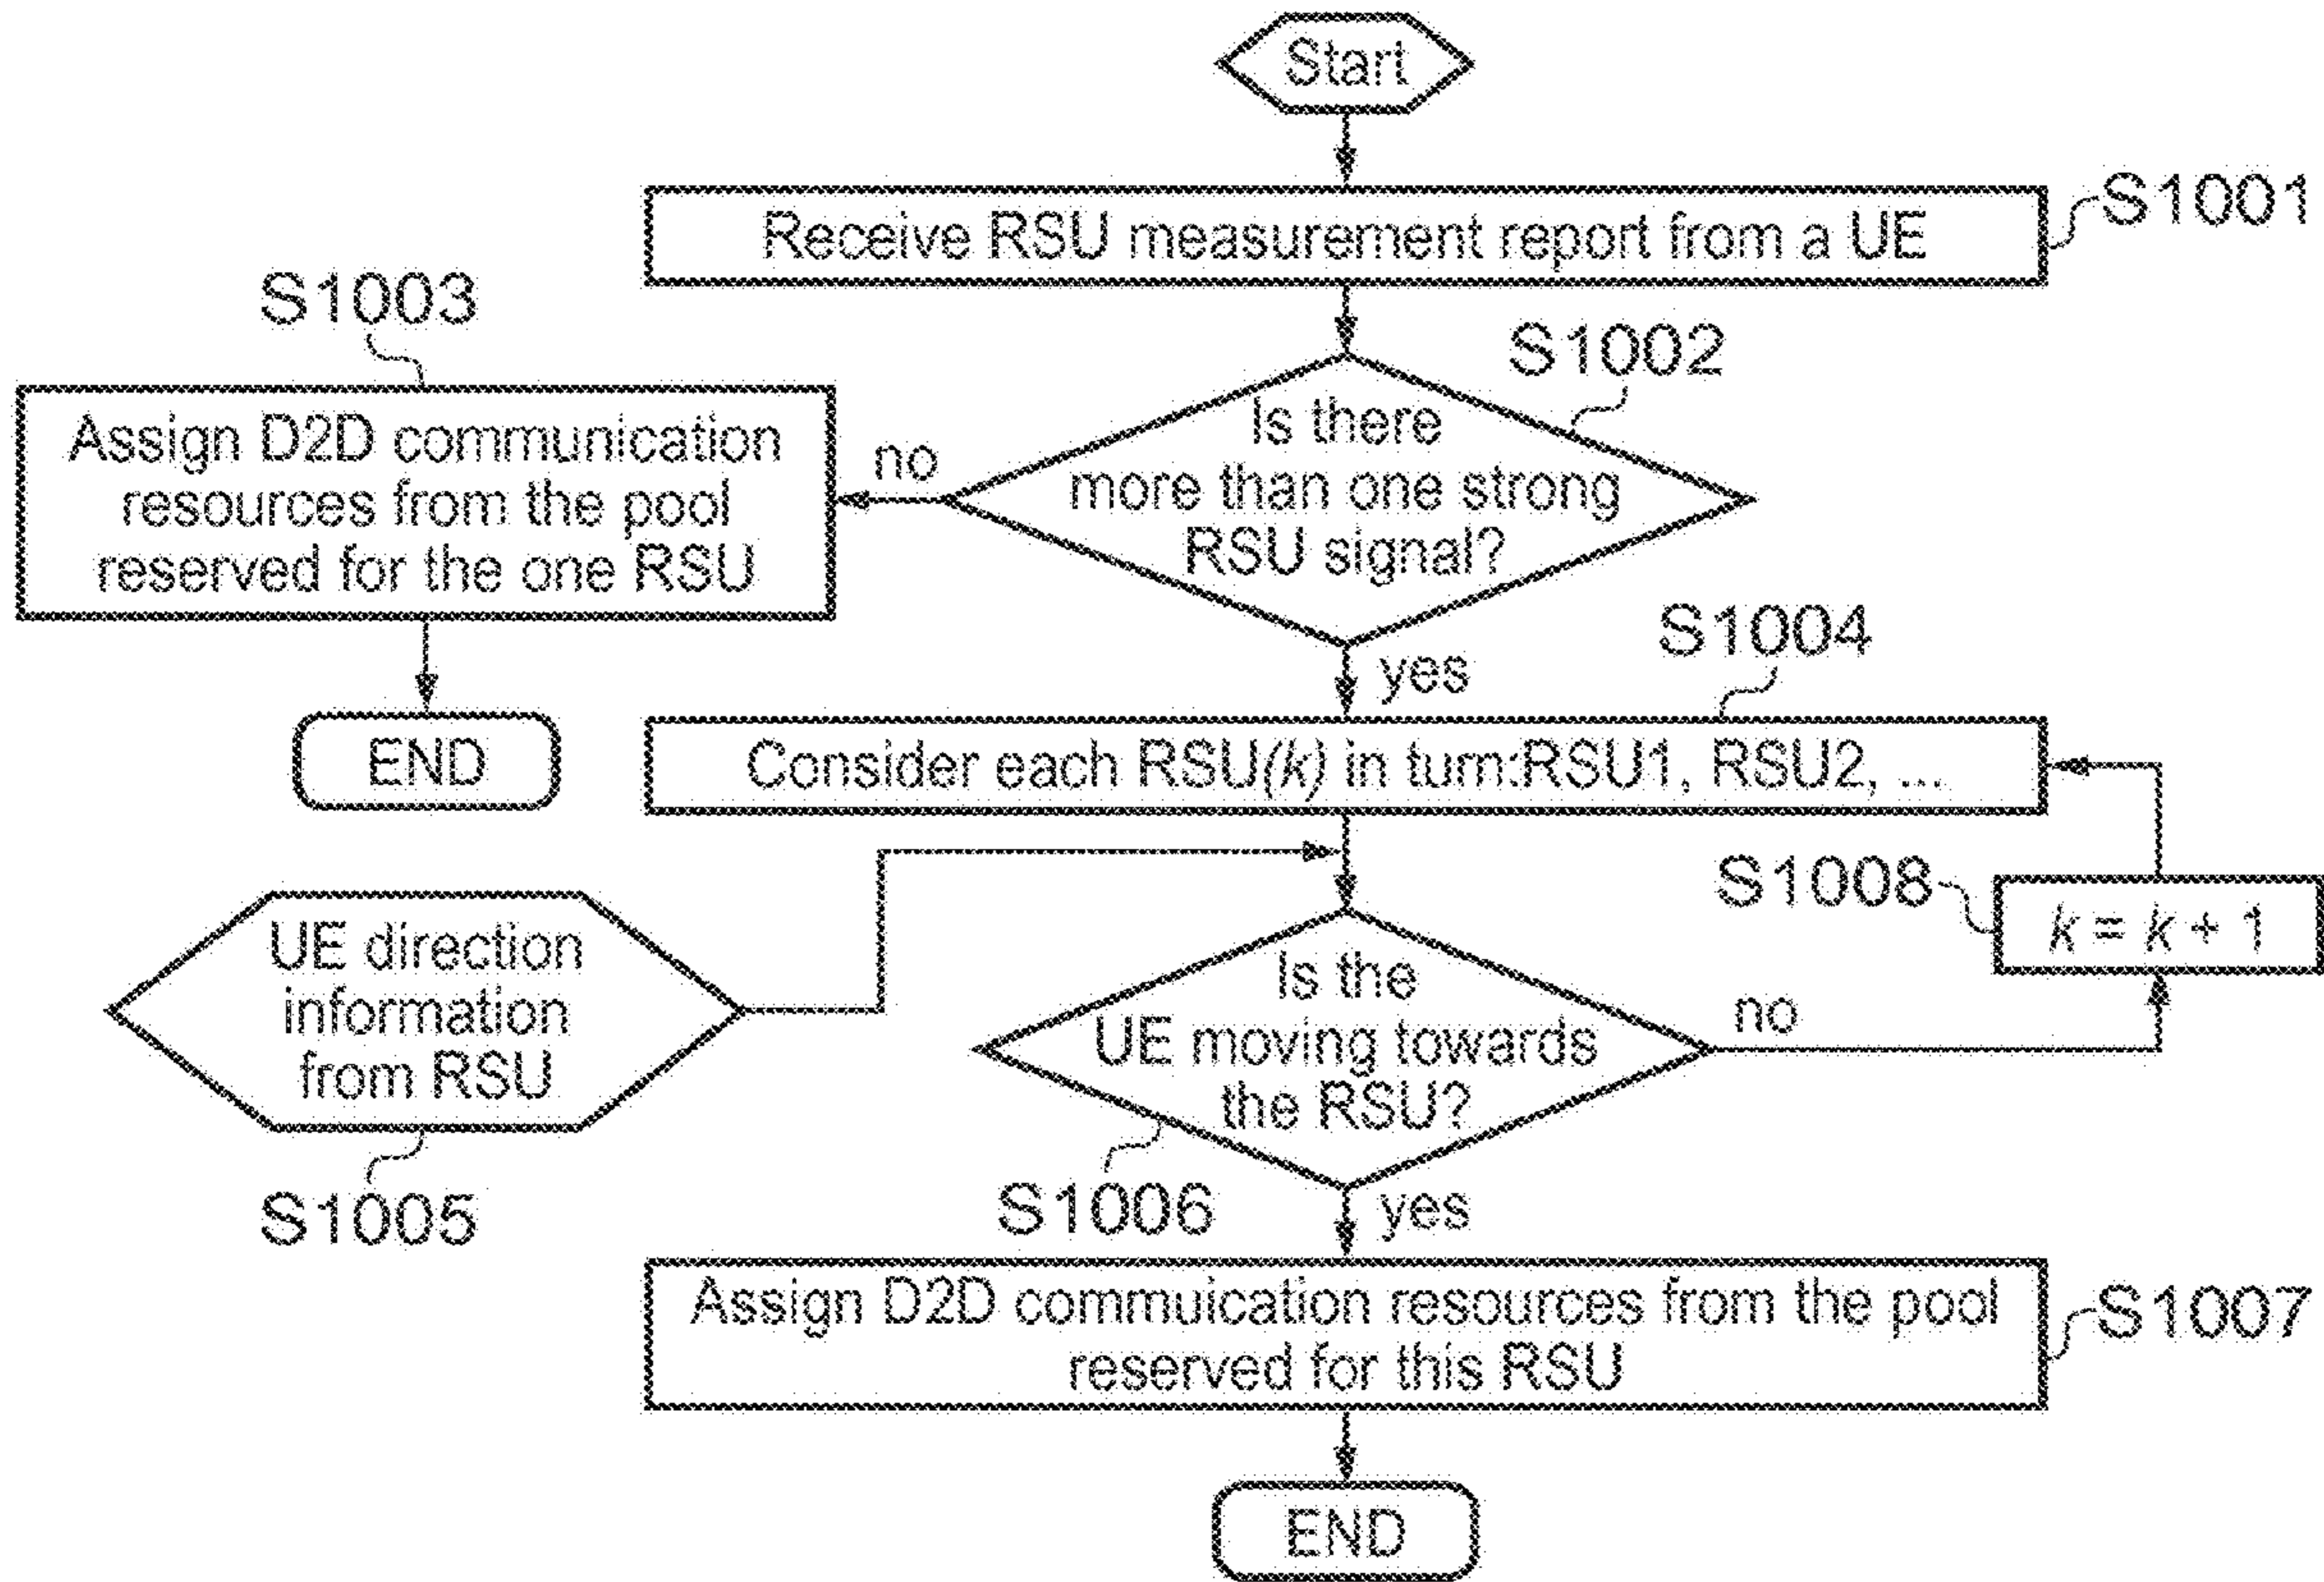 Start
Receive RSU measurement report from a UE
S1001
S1003
S1002
Assign D2D communication
resources from the pool
reserved for the one RSU
no
Is there
more than one strong
RSU signal?
yes
S1004
END
Consider each RSU(k) in turn:RSU1, RSU2, ...
S1008
k = k + 1
UE direction
information
from RSU
S1005
Is the
UE moving towards
the RSU?
no
S1006
yes
Assign D2D commuication resources from the pool
reserved for this RSU
S1007
END